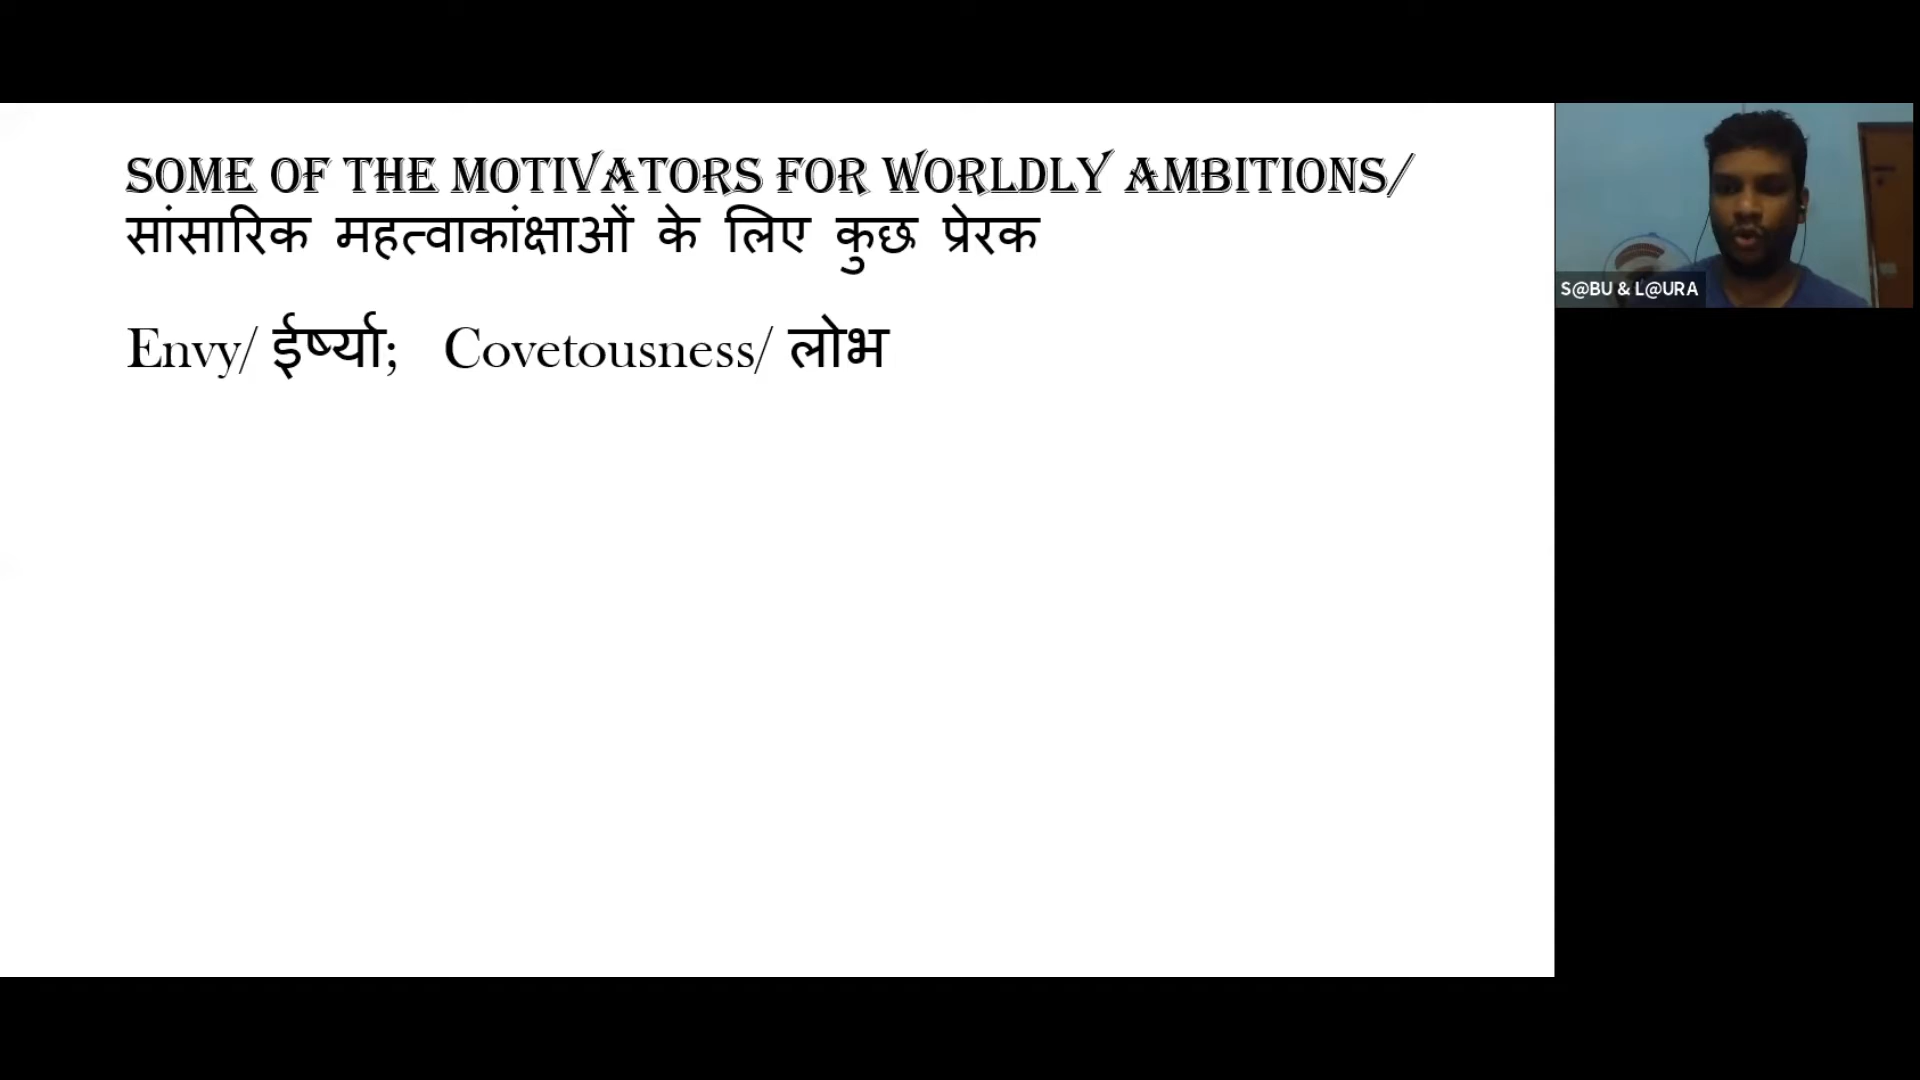 SOME OF THE MOTIVATORS FOR WORLDLY AMBITIONS/
सांसारिक महत्वाकांक्षाओं के लिए कुछ प्रेरक
Envy/ ईर्ष्या; Covetousness/ लोभ
S@BU & L@URA